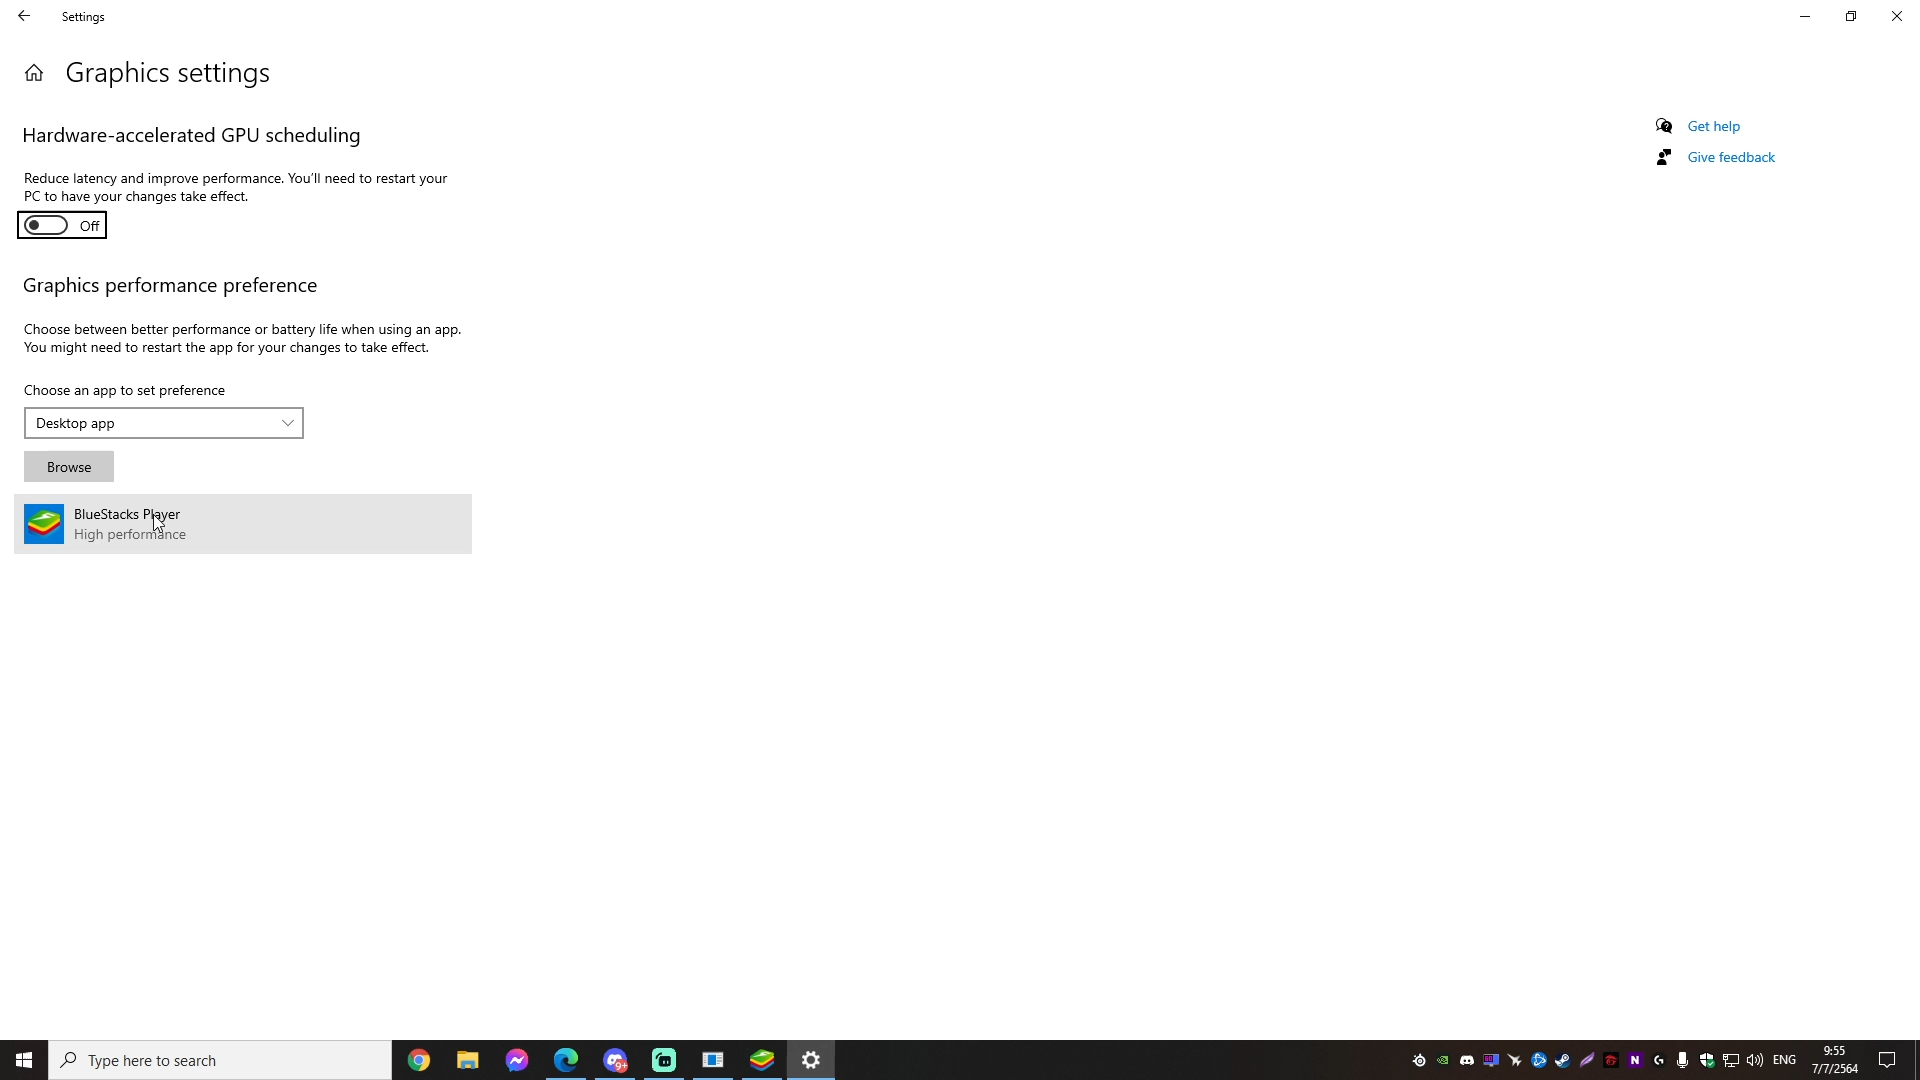 Settings
Graphics settings
Hardware-accelerated GPU scheduling
Reduce latency and improve performance. You'll need to restart your
PC to have your changes take effect.
Off
Graphics performance preference
Choose between better performance or battery life when using an app.
You might need to restart the app for your changes to take effect.
Choose an app to set preference
Desktop app
Browse
BlueStacks Player
High performance
Get help
Give feedback
Type here to search
9+
ENG
9:55
7/7/2564